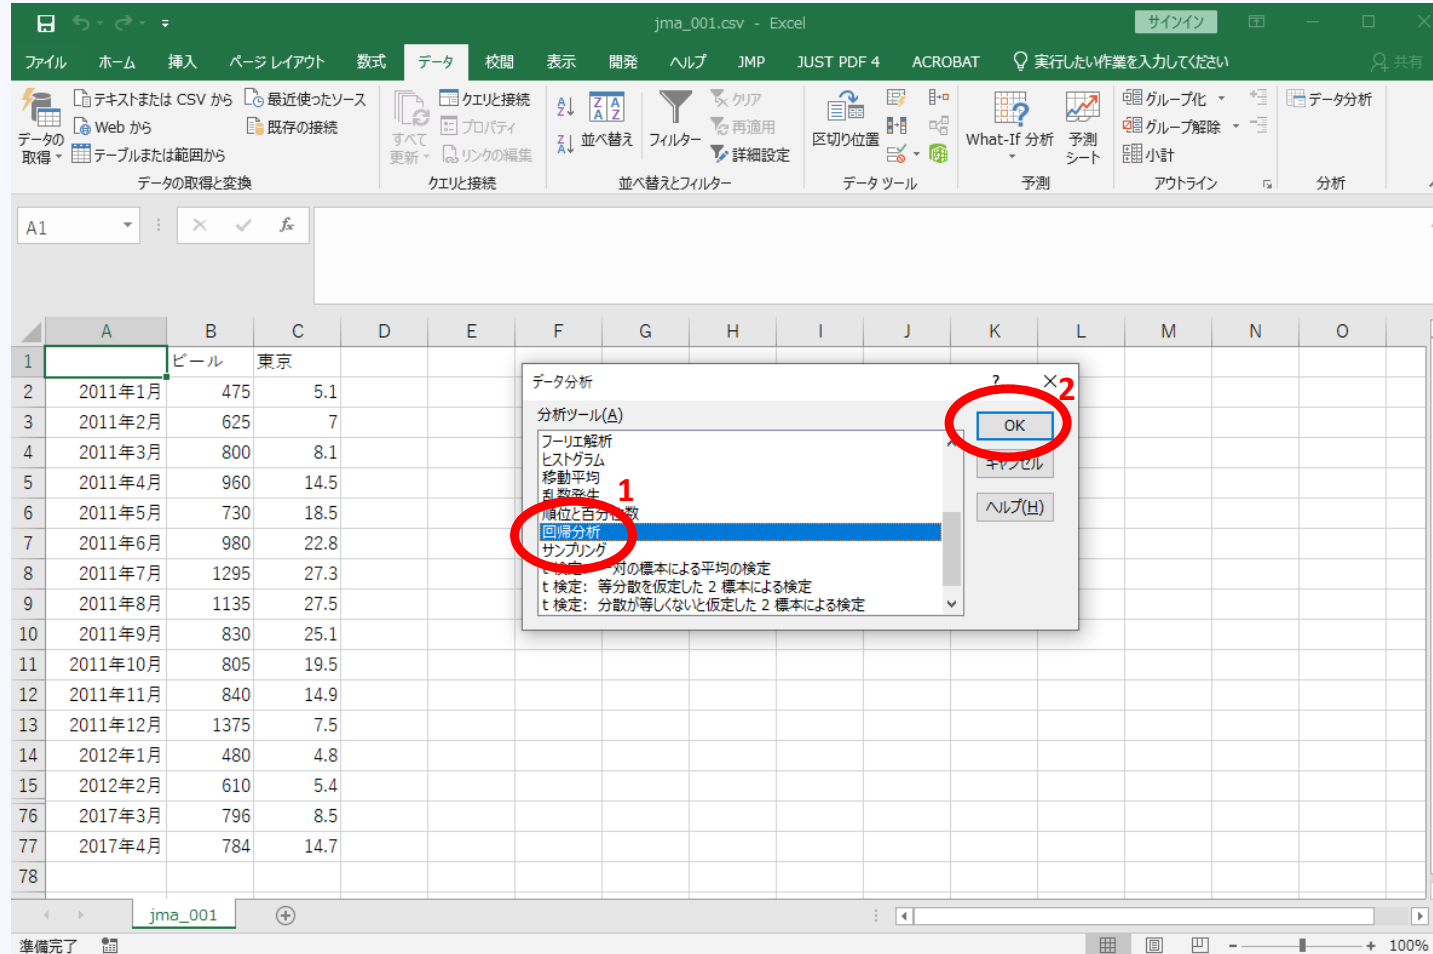 jma_001.csv - Excel
サインイン
ファイル ホーム 挿入 ページ レイアウト 数式 データ 校閲 表示 開発 ヘルプ JMP JUST PDF 4 ACROBAT 実行したい作業を入力してください 共有
データの取得
テキストまたは CSV から
Web から
テーブルまたは範囲から
最近使ったソース
既存の接続
データの取得と変換
すべて更新
クエリと接続
プロパティ
リンクの編集
クエリと接続
並べ替え
フィルター
クリア
再適用
詳細設定
並べ替えとフィルター
区切り位置
データ ツール
What-If 分析
予測シート
予測
グループ化
グループ解除
小計
アウトライン
データ分析
分析
A1
fx
A B C D E F G H I J K L M N O
1 ビール 東京
2 2011年1月 475 5.1
3 2011年2月 625 7
4 2011年3月 800 8.1
5 2011年4月 960 14.5
6 2011年5月 730 18.5
7 2011年6月 980 22.8
8 2011年7月 1295 27.3
9 2011年8月 1135 27.5
10 2011年9月 830 25.1
11 2011年10月 805 19.5
12 2011年11月 840 14.9
13 2011年12月 1375 7.5
14 2012年1月 480 4.8
15 2012年2月 610 5.4
76 2017年3月 796 8.5
77 2017年4月 784 14.7
78
データ分析
?
2
分析ツール(A)
フーリエ解析
ヒストグラム
移動平均
乱数発生
1
順位と百分位数
回帰分析
サンプリング
t 検定: 一対の標本による平均の検定
t 検定: 等分散を仮定した 2 標本による検定
t 検定: 分散が等しくないと仮定した 2 標本による検定
OK
キャンセル
ヘルプ(H)
jma_001
準備完了
100%